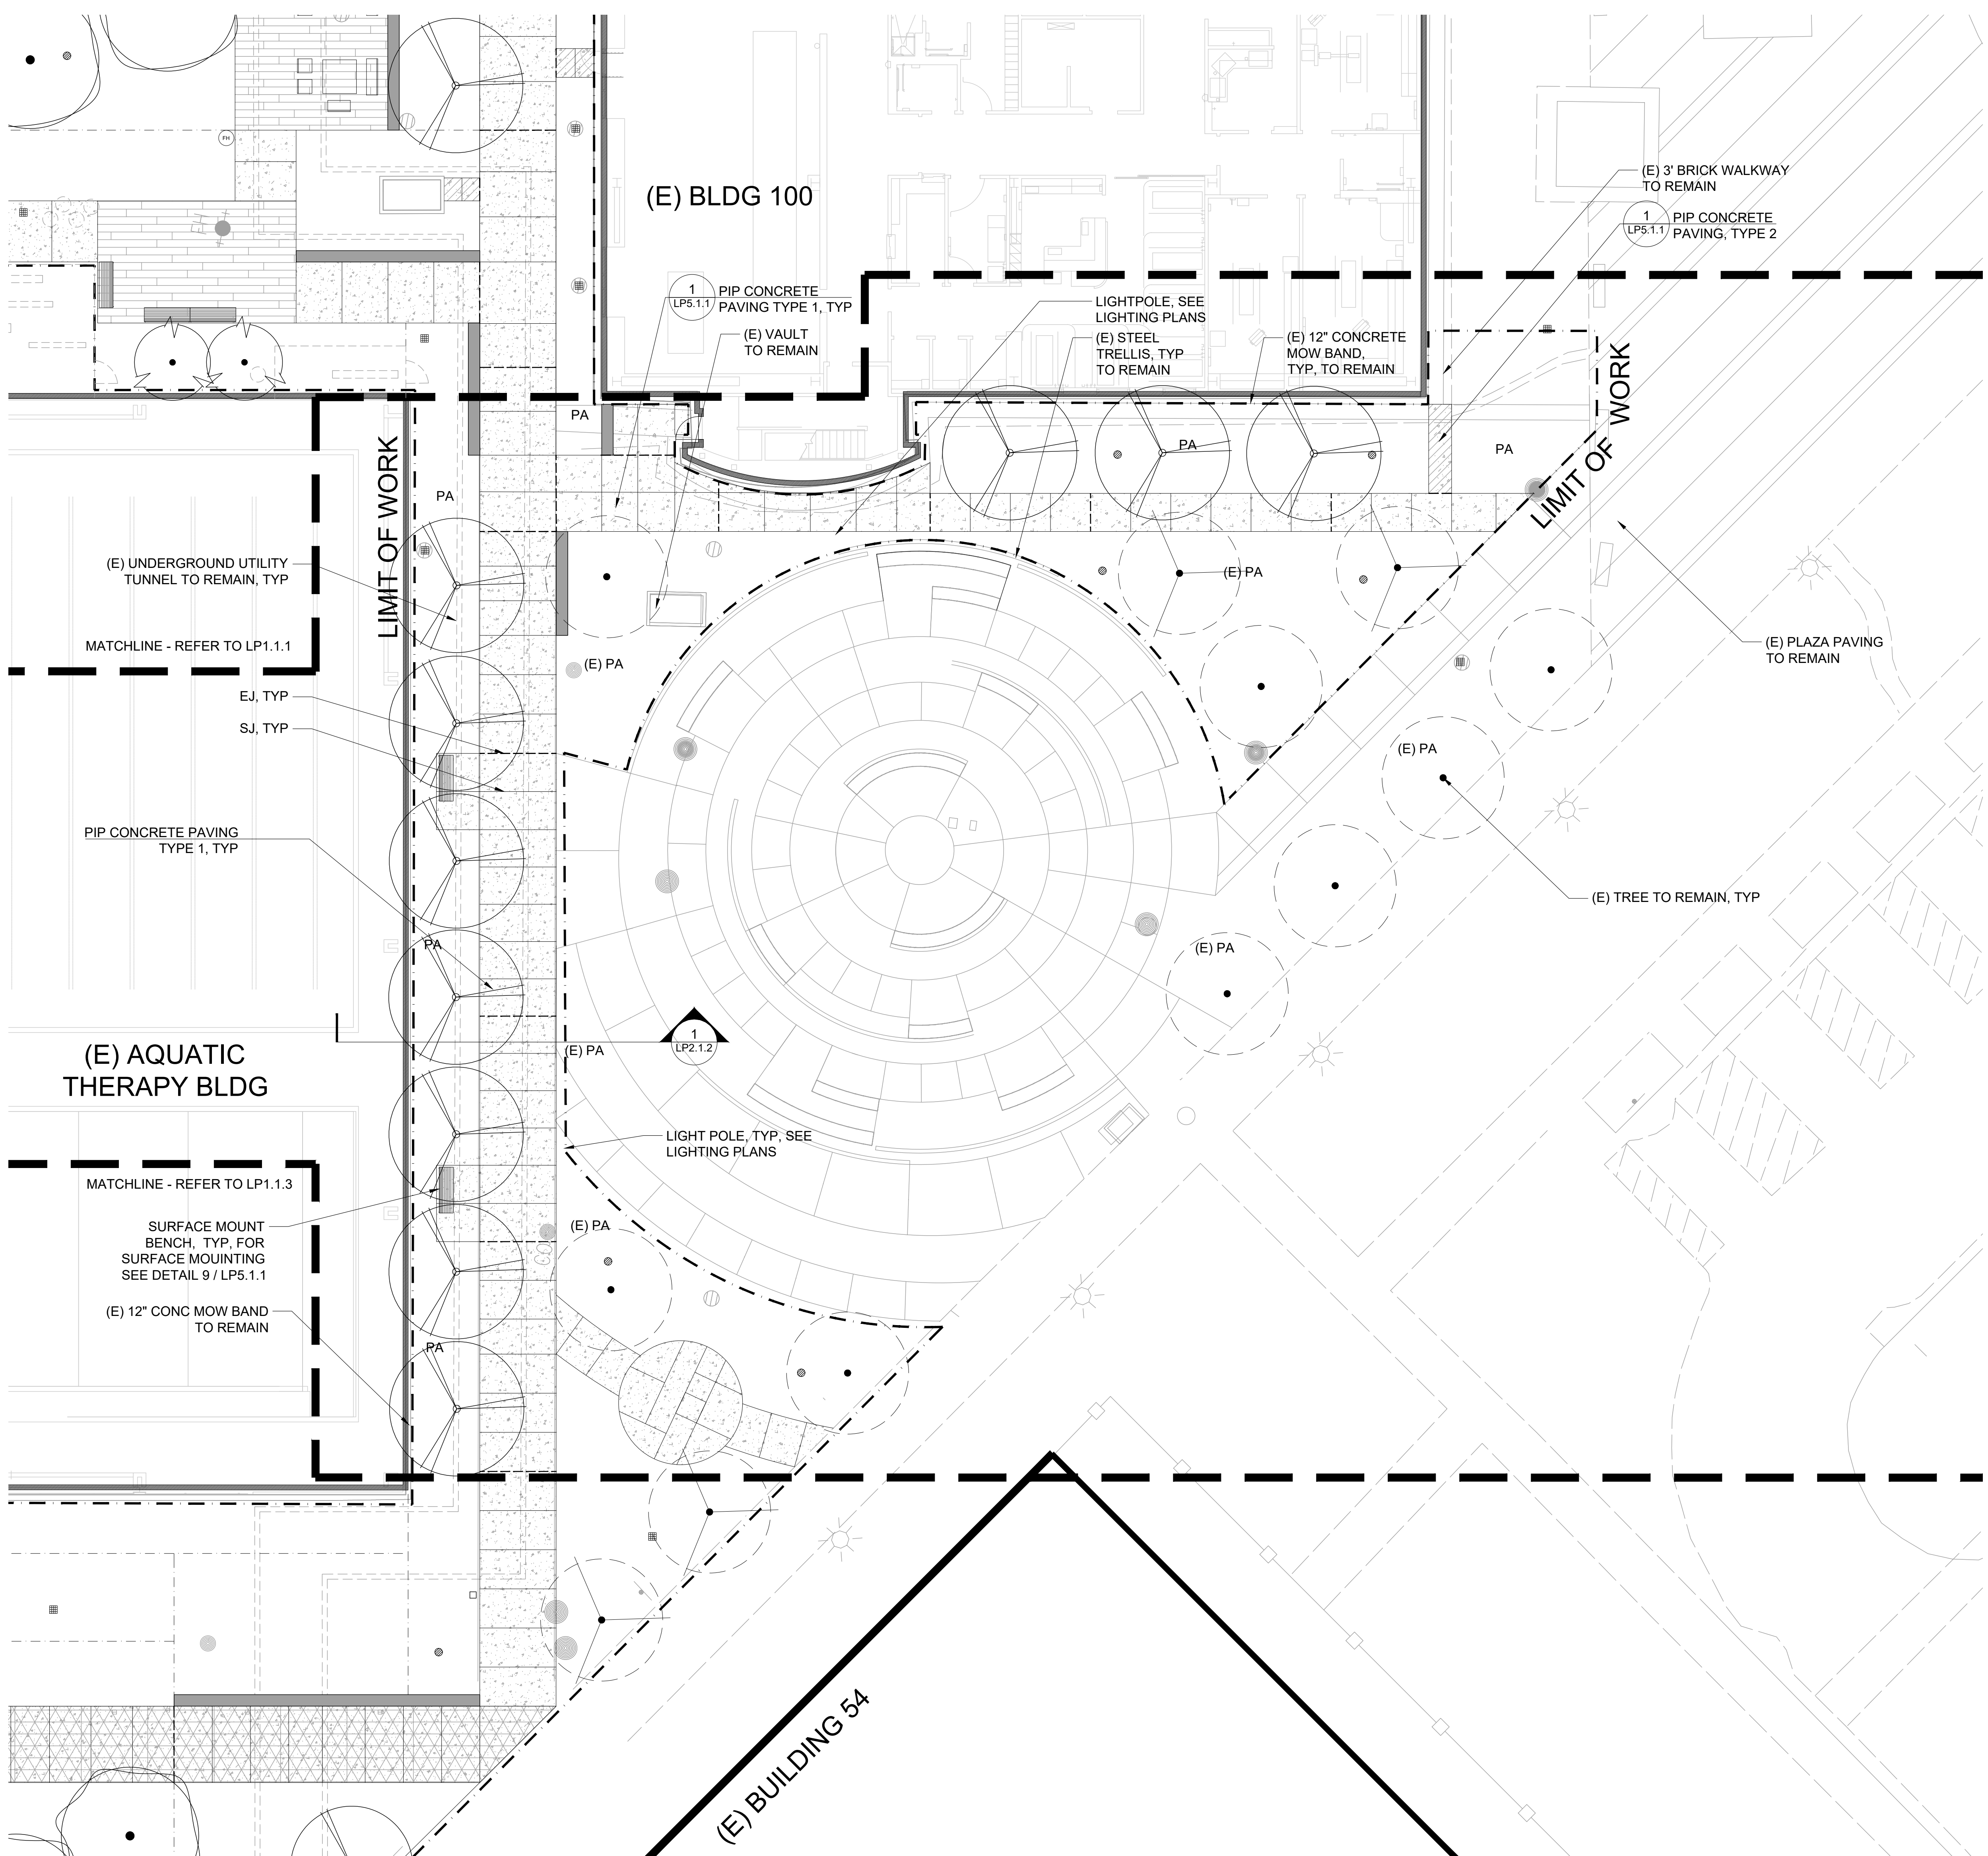 FH
(E) BLDG 100
(E) 3' BRICK WALKWAY
TO REMAIN
1
LP5.1.1
PIP CONCRETE
PAVING, TYPE 2
1
LP5.1.1
PIP CONCRETE
PAVING TYPE 1, TYP
(E) VAULT
TO REMAIN
LIGHTPOLE, SEE
LIGHTING PLANS
(E) STEEL
TRELLIS, TYP
TO REMAIN
(E) 12" CONCRETE
MOW BAND,
TYP, TO REMAIN
LIMIT OF WORK
PA
PA
PA
PA
LIMIT OF WORK
(E) UNDERGROUND UTILITY
TUNNEL TO REMAIN, TYP
(E) PA
MATCHLINE - REFER TO LP1.1.1
(E) PA
(E) PLAZA PAVING
TO REMAIN
EJ, TYP
SJ, TYP
(E) PA
PIP CONCRETE PAVING
TYPE 1, TYP
(E) TREE TO REMAIN, TYP
PA
(E) PA
(E) AQUATIC
THERAPY BLDG
1
LP2.1.2
(E) PA
LIGHT POLE, TYP, SEE
LIGHTING PLANS
MATCHLINE - REFER TO LP1.1.3
SURFACE MOUNT
BENCH, TYP, FOR
SURFACE MOUINTING
SEE DETAIL 9 / LP5.1.1
(E) PA
(E) 12" CONC MOW BAND
TO REMAIN
PA
(E) BUILDING 54